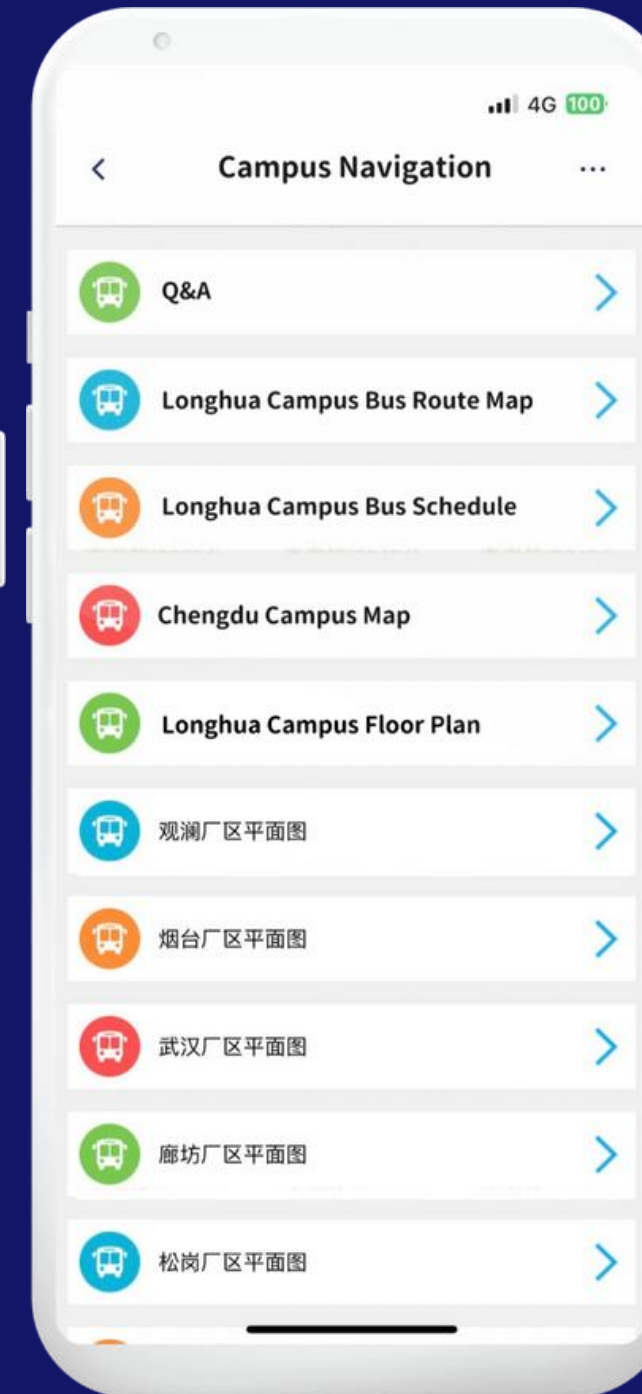 4G 100
Campus Navigation
Q&A
Longhua Campus Bus Route Map
Longhua Campus Bus Schedule
Chengdu Campus Map
Longhua Campus Floor Plan
观澜厂区平面图
烟台厂区平面图
武汉厂区平面图
廊坊厂区平面图
松岗厂区平面图